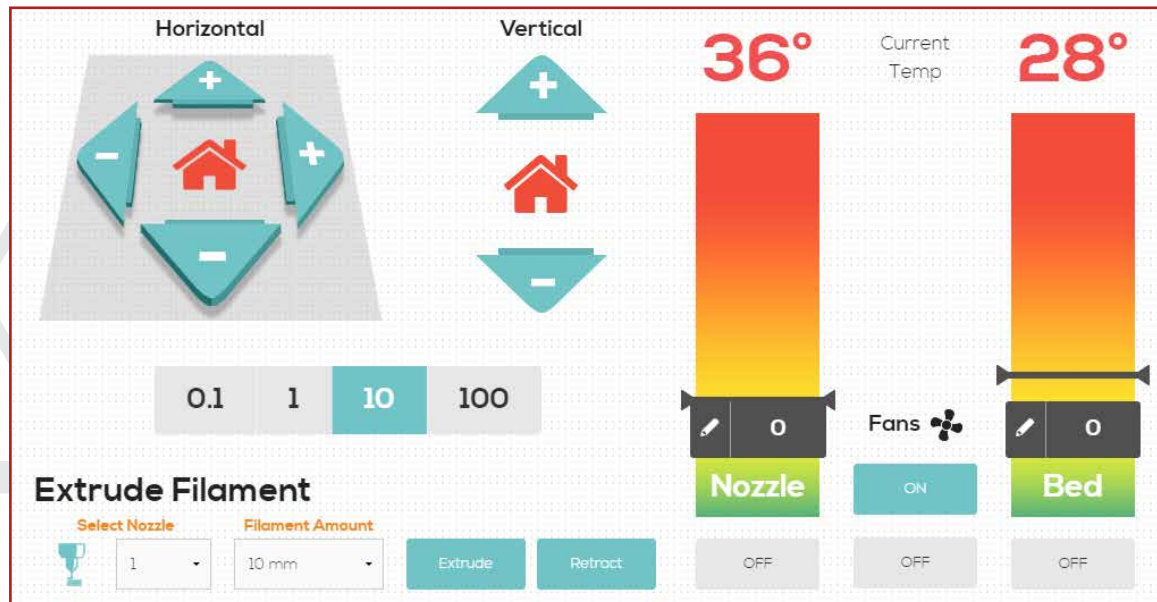 Horizontal
Vertical
36°
Current
Temp
28°
+
-
+
-
+
-
0.1 1 10 100
0
Fans
0
Nozzle
ON
Bed
Extrude Filament
Select Nozzle
Filament Amount
1
10 mm
Extrude
Retract
OFF
OFF
OFF